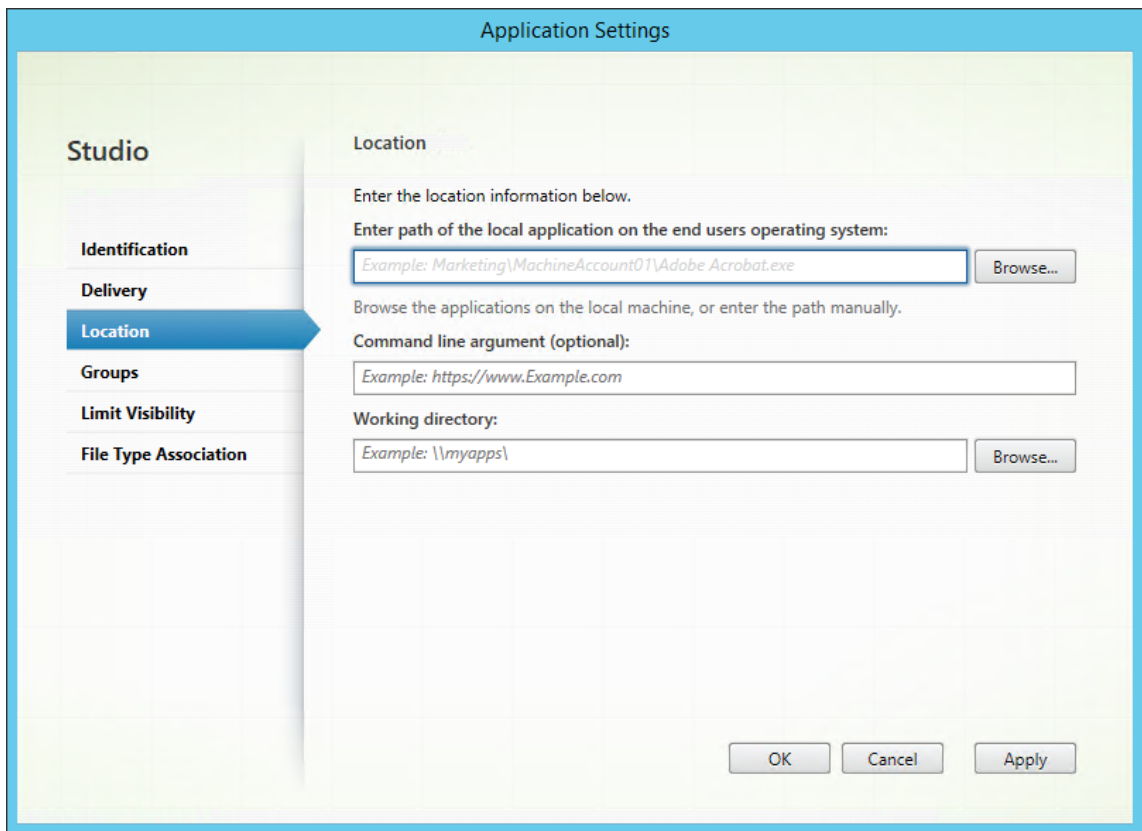 Application Settings
Studio
Identification
Delivery
Location
Groups
Limit Visibility
File Type Association
Location
Enter the location information below.
Enter path of the local application on the end users operating system:
Example: Marketing\MachineAccount01\Adobe Acrobat.exe
Browse...
Browse the applications on the local machine, or enter the path manually.
Command line argument (optional):
Example: https://www.Example.com
Working directory:
Example: \\myapps\
Browse...
OK
Cancel
Apply